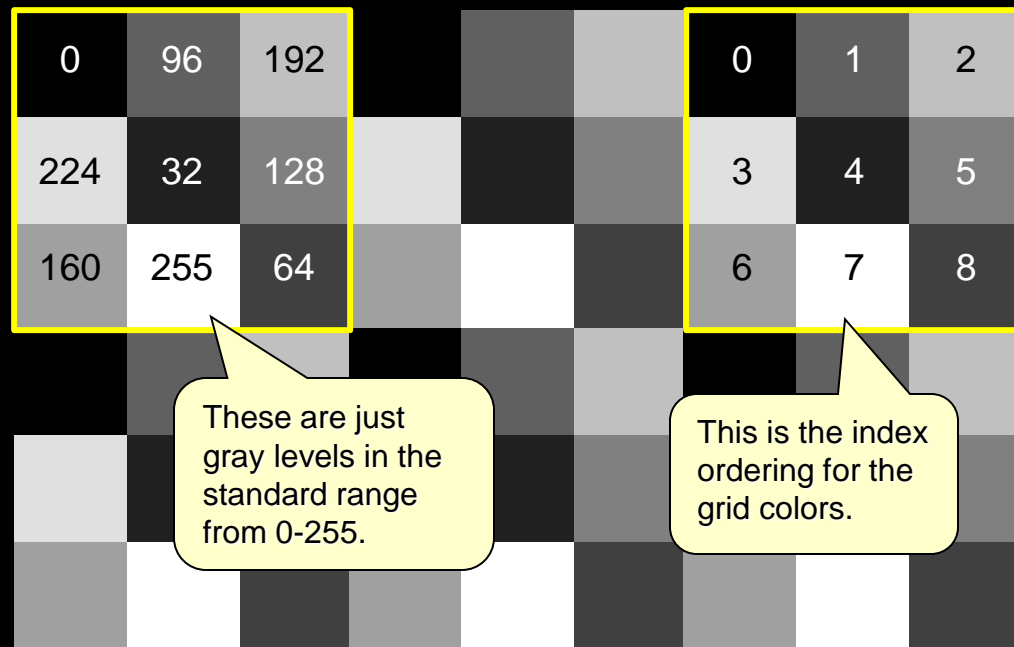 0 96 192
224 32 128
160 255 64
0 1 2
3 4 5
6 7 8
These are just
gray levels in the
standard range
from 0-255.
This is the index
ordering for the
grid colors.